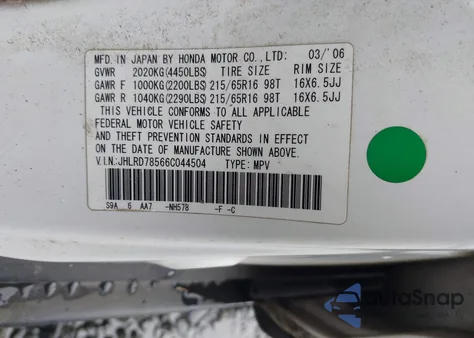 MFD. IN JAPAN BY HONDA MOTOR CO., LTD: 03/'06
GVWR 2020KG(4450LBS) TIRE SIZE RIM SIZE
GAWR F 1000KG(2200LBS) 215/65R16 98T 16X6.5JJ
GAWR R 1040KG(2290LBS) 215/65R16 98T 16X6.5JJ
THIS VEHICLE CONFORMS TO ALL APPLICABLE
FEDERAL MOTOR VEHICLE SAFETY
AND THEFT PREVENTION STANDARDS IN EFFECT
ON THE DATE OF MANUFACTURE SHOWN ABOVE.
V.I.N:JHLRD78566C044504 TYPE: MPV
S9A 6 AA7 -NH578 -F -C
AutoSnap